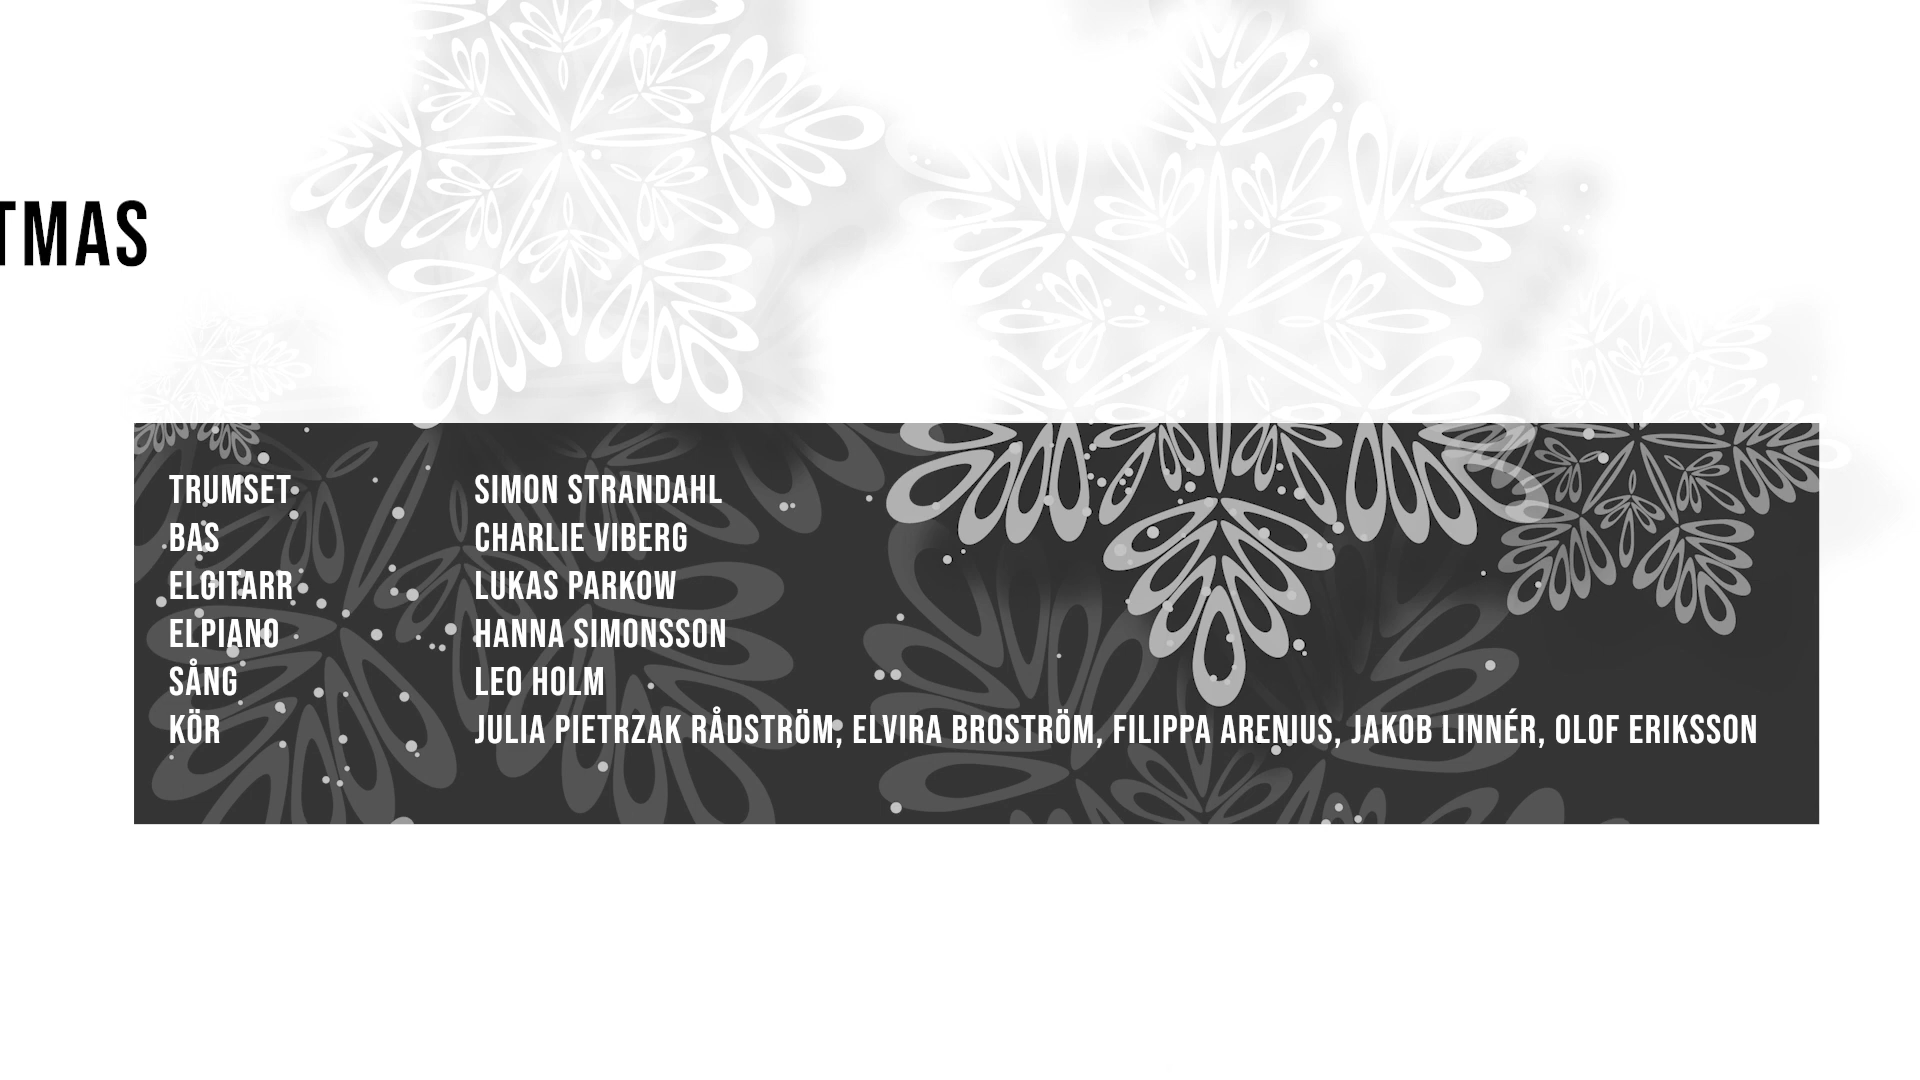 TMAS
TRUMSET SIMON STRANDAHL
BAS CHARLIE VIBERG
ELGITARR LUKAS PARKOW
ELPIANO HANNA SIMONSSON
SÅNG LEO HOLM
KÖR JULIA PIETRZAK RÅDSTRÖM, ELVIRA BROSTRÖM, FILIPPA ARENIUS, JAKOB LINNÉR, OLOF ERIKSSON